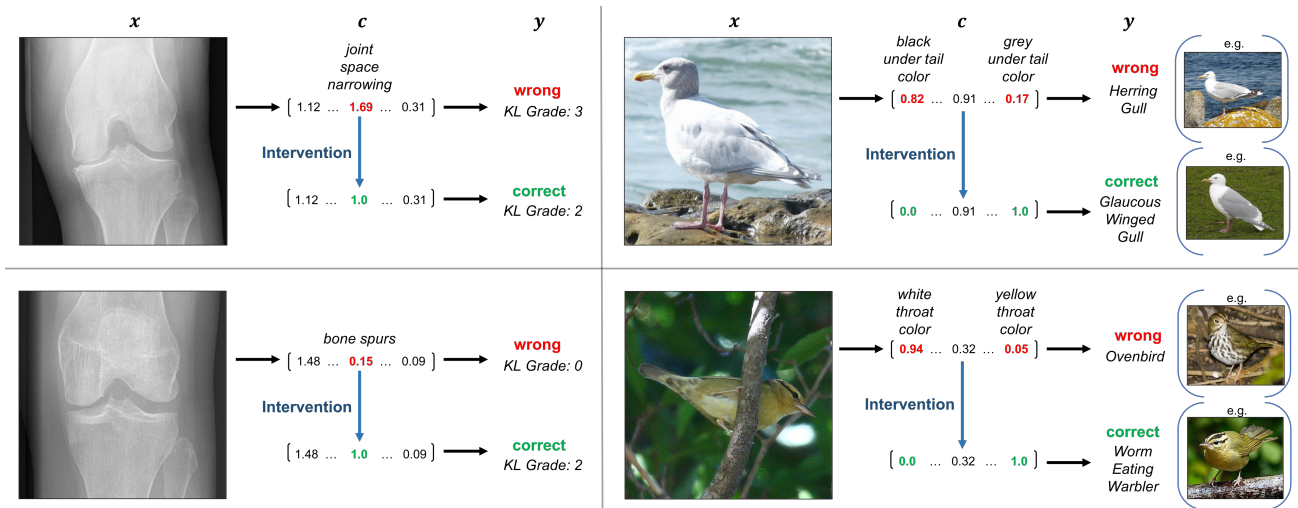 x
c
y
joint
space
narrowing
[ 1.12 ... 1.69 ... 0.31 ]
wrong
KL Grade: 3
Intervention
[ 1.12 ... 1.0 ... 0.31 ]
correct
KL Grade: 2
x
c
y
black
under tail
color
grey
under tail
color
[ 0.82 ... 0.91 ... 0.17 ]
wrong
Herring
Gull
e.g.
Intervention
[ 0.0 ... 0.91 ... 1.0 ]
correct
Glaucous
Winged
Gull
e.g.
bone spurs
[ 1.48 ... 0.15 ... 0.09 ]
wrong
KL Grade: 0
Intervention
[ 1.48 ... 1.0 ... 0.09 ]
correct
KL Grade: 2
white
throat
color
yellow
throat
color
[ 0.94 ... 0.32 ... 0.05 ]
wrong
Ovenbird
e.g.
Intervention
[ 0.0 ... 0.32 ... 1.0 ]
correct
Worm
Eating
Warbler
e.g.